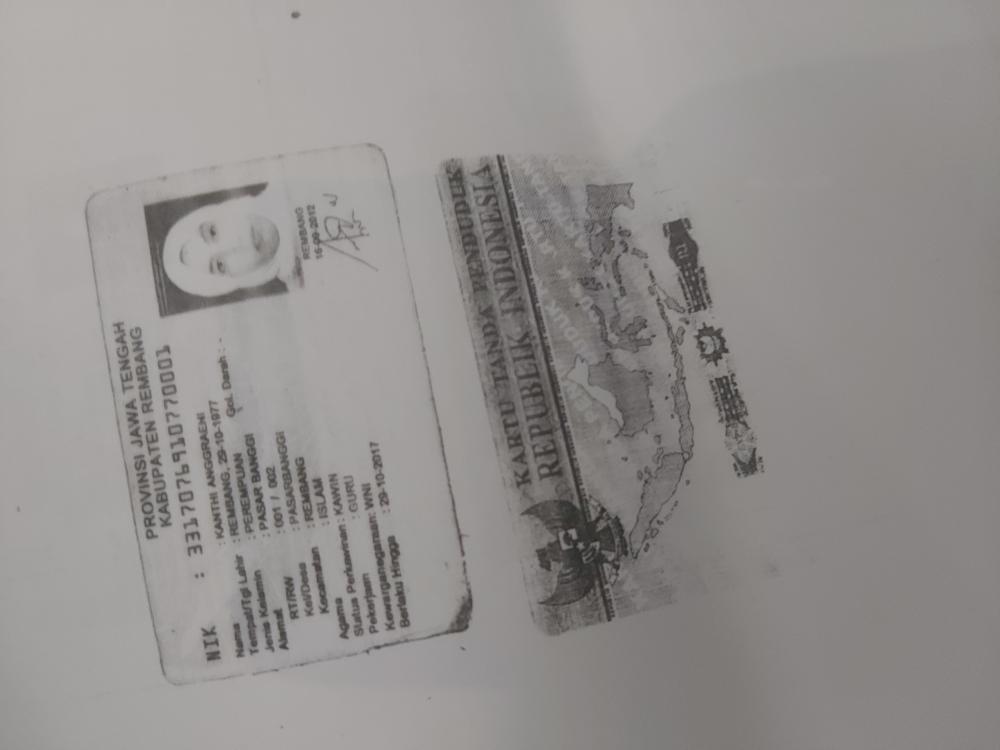 PROVINSI JAWA TENGAH
KABUPATEN REMBANG
NIK : 3317076910770001
Nama : KANTHI ANGGRAENI
Tempat/Tgl Lahir : REMBANG, 29-10-1977
Jenis Kelamin : PEREMPUAN Gol. Darah : -
Alamat : PASAR BANGGI
RT/RW : 001 / 002
Kel/Desa : PASARBANGGI
Kecamatan : REMBANG
Agama : ISLAM
Status Perkawinan : KAWIN
Pekerjaan : GURU
Kewarganegaraan: WNI
Berlaku Hingga : 29-10-2017
REMBANG
15-09-2012
KARTU TANDA PENDUDUK
REPUBLIK INDONESIA